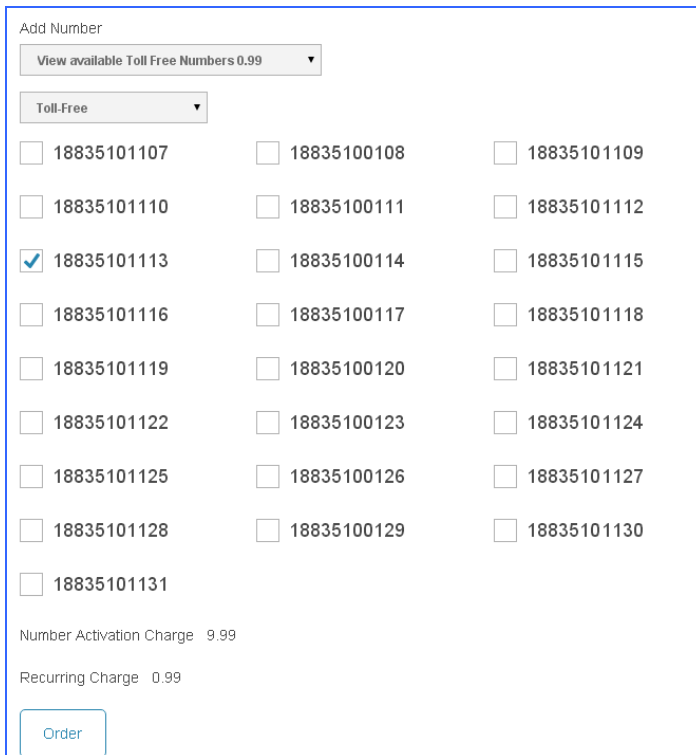 Add Number
View available Toll Free Numbers 0.99
Toll-Free
18835101107 18835100108 18835101109
18835101110 18835100111 18835101112
18835101113 18835100114 18835101115
18835101116 18835100117 18835101118
18835101119 18835100120 18835101121
18835101122 18835100123 18835101124
18835101125 18835100126 18835101127
18835101128 18835100129 18835101130
18835101131
Number Activation Charge 9.99
Recurring Charge 0.99
Order